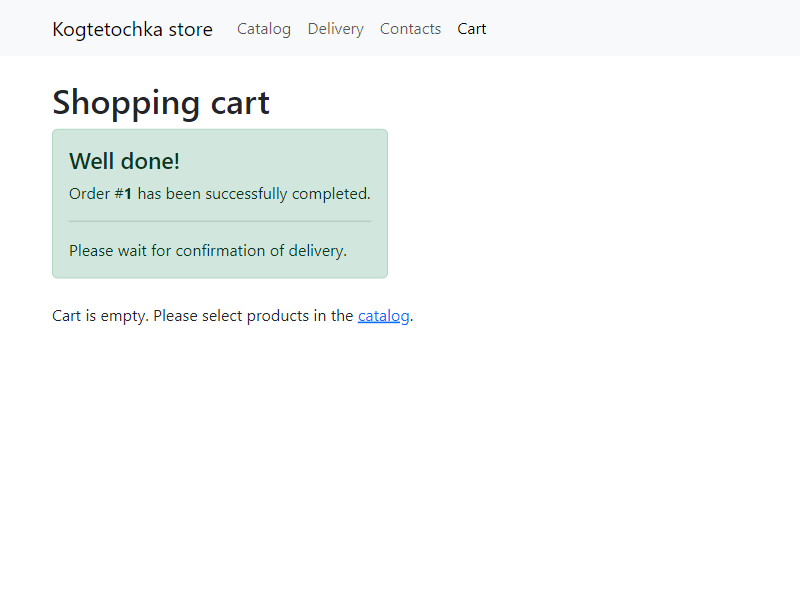 Kogtetochka store Catalog Delivery Contacts Cart
Shopping cart
Well done!
Order #1 has been successfully completed.
Please wait for confirmation of delivery.
Cart is empty. Please select products in the catalog.